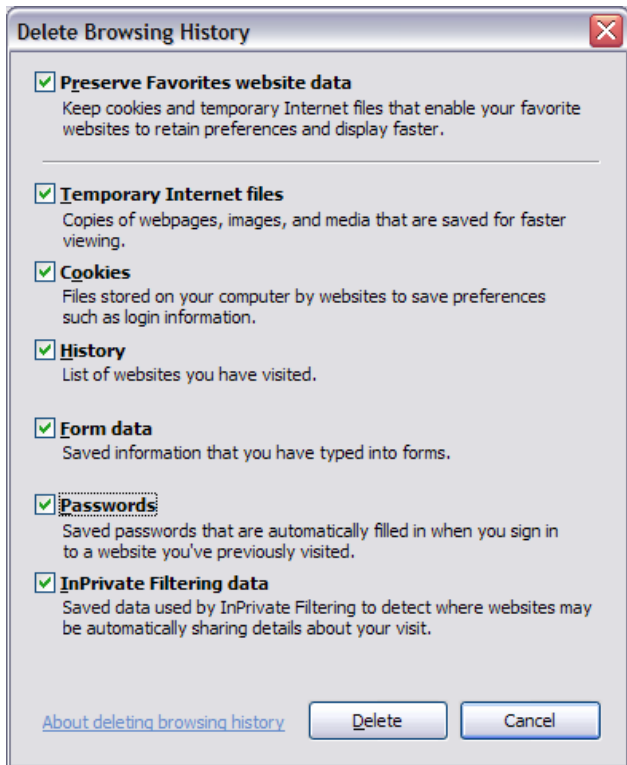 Delete Browsing History
Preserve Favorites website data
Keep cookies and temporary Internet files that enable your favorite
websites to retain preferences and display faster.
Temporary Internet files
Copies of webpages, images, and media that are saved for faster
viewing.
Cookies
Files stored on your computer by websites to save preferences
such as login information.
History
List of websites you have visited.
Form data
Saved information that you have typed into forms.
Passwords
Saved passwords that are automatically filled in when you sign in
to a website you've previously visited.
InPrivate Filtering data
Saved data used by InPrivate Filtering to detect where websites may
be automatically sharing details about your visit.
About deleting browsing history Delete Cancel